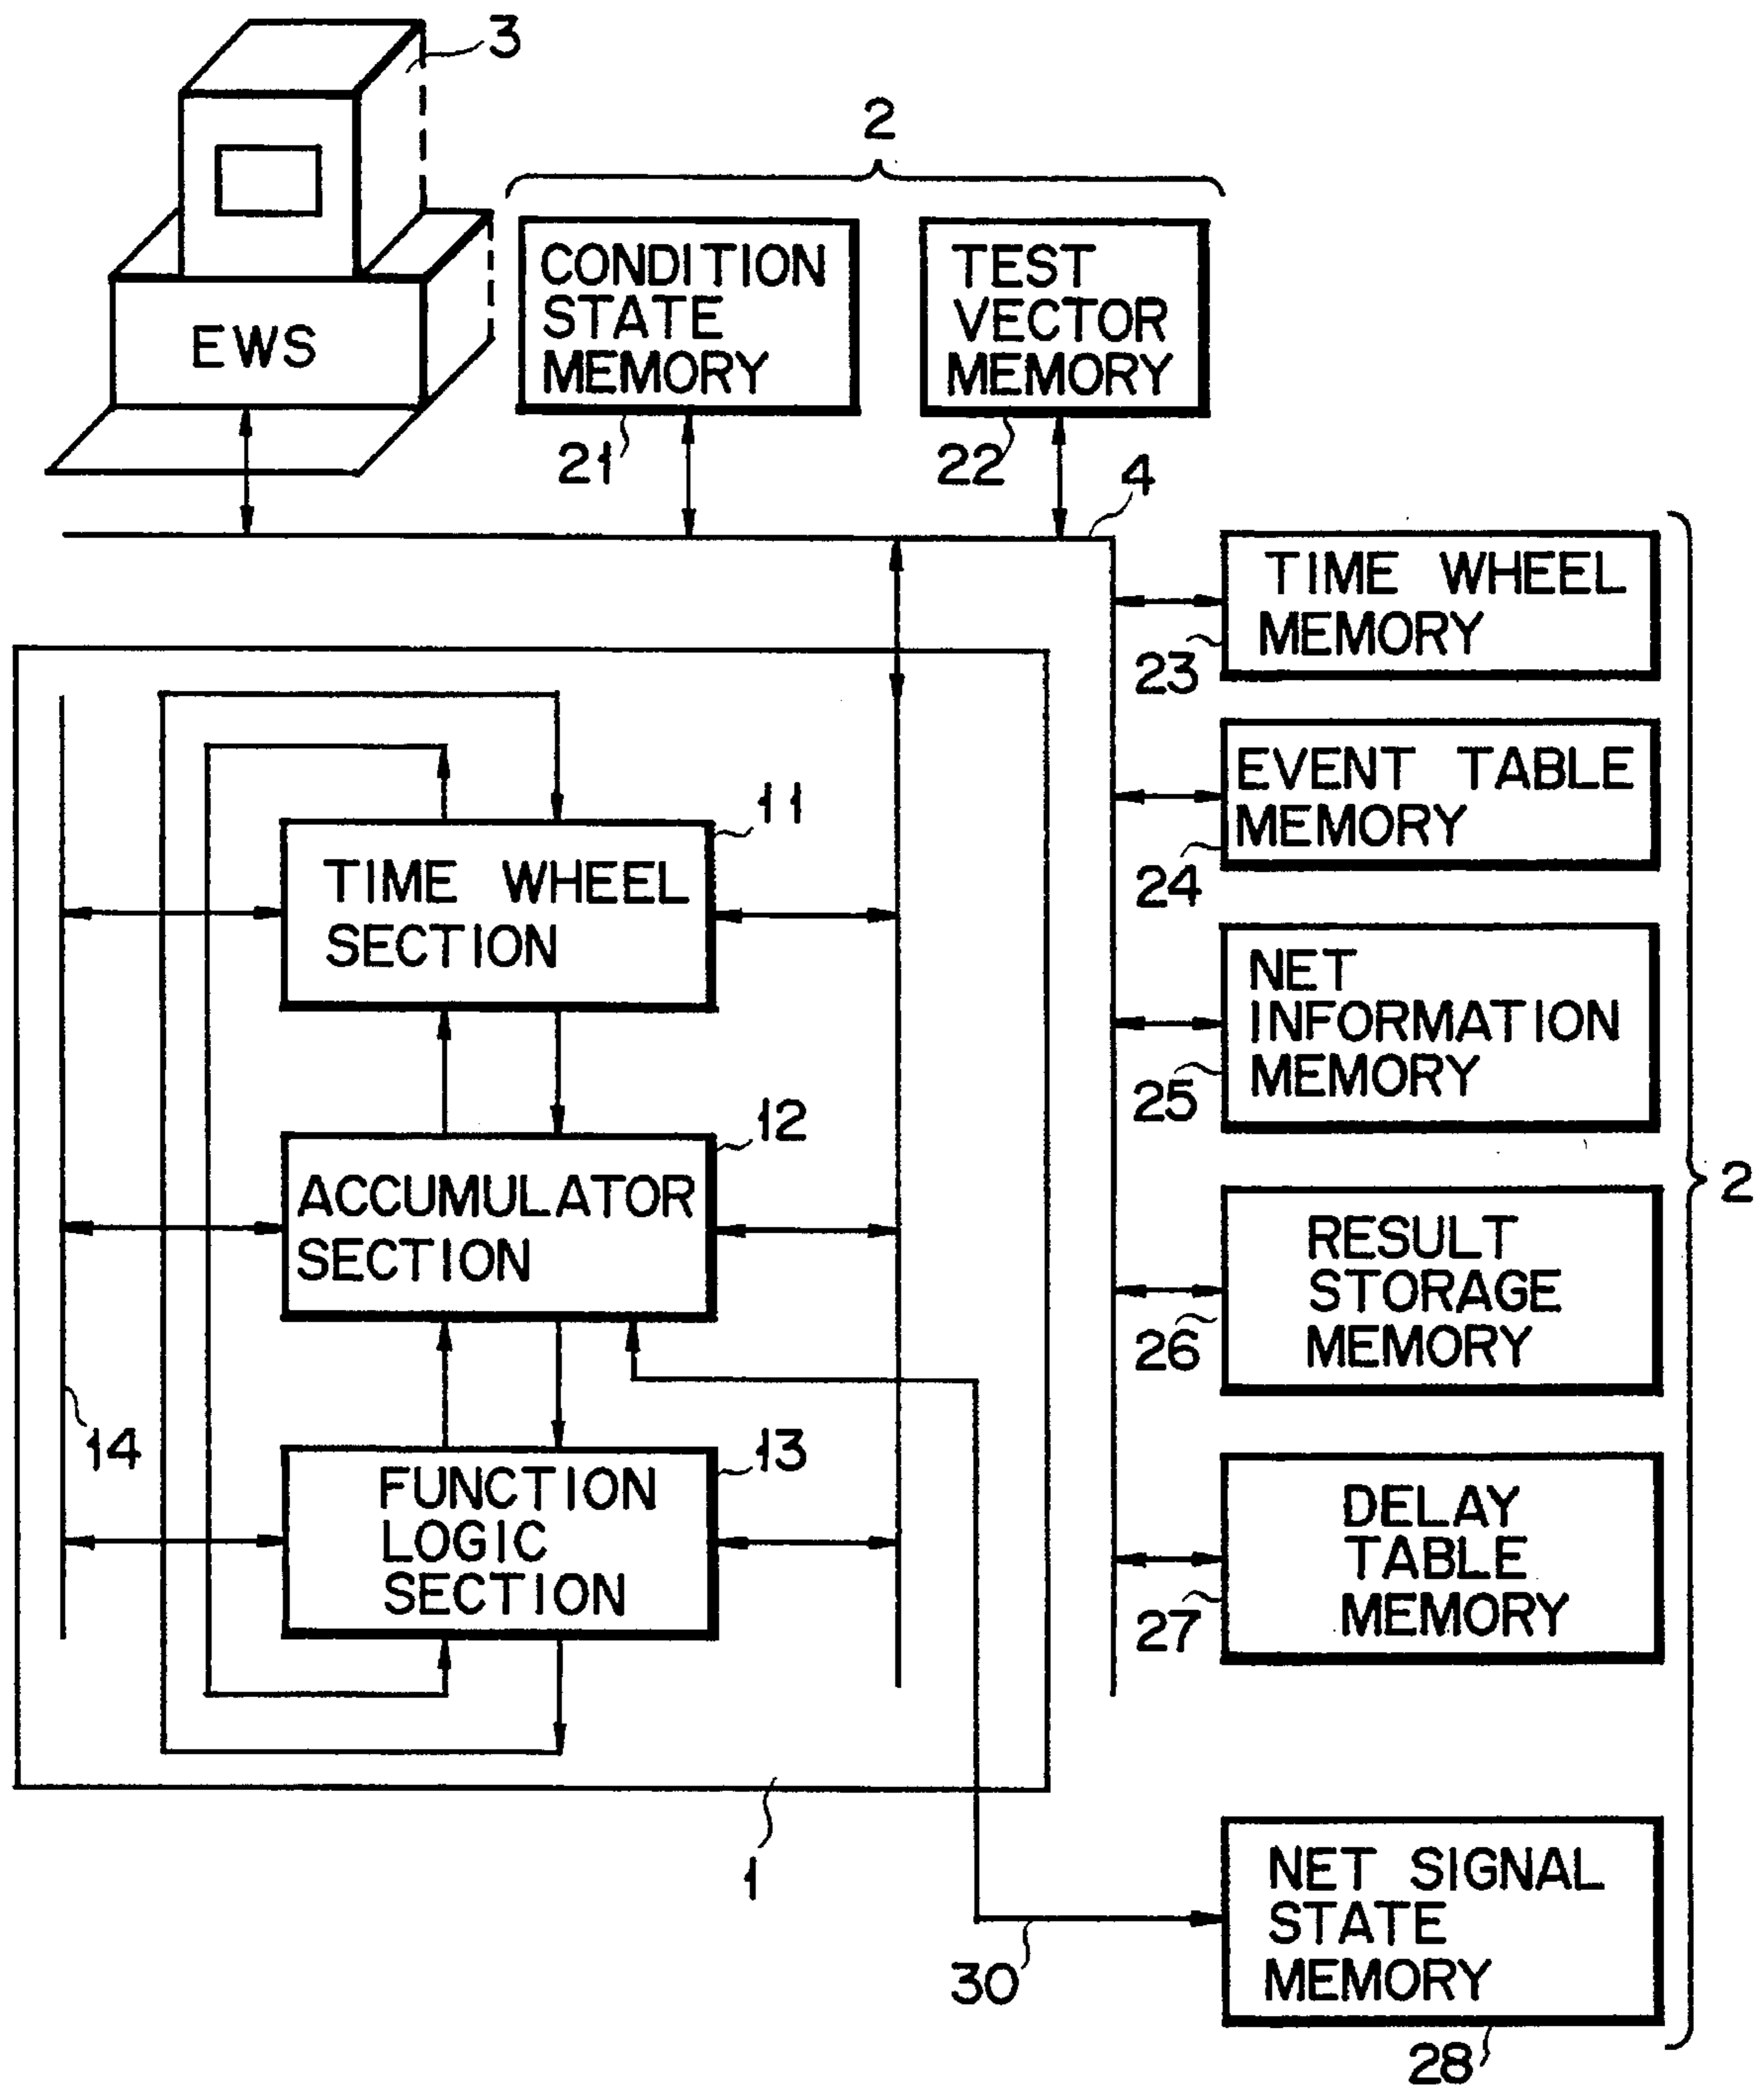 3
2
EWS
CONDITION
STATE
MEMORY
21
TEST
VECTOR
MEMORY
22
4
TIME WHEEL
MEMORY
23
EVENT TABLE
MEMORY
24
NET
INFORMATION
MEMORY
25
2
RESULT
STORAGE
MEMORY
26
DELAY
TABLE
MEMORY
27
NET SIGNAL
STATE
MEMORY
28
30
11
TIME WHEEL
SECTION
12
ACCUMULATOR
SECTION
13
FUNCTION
LOGIC
SECTION
14
1